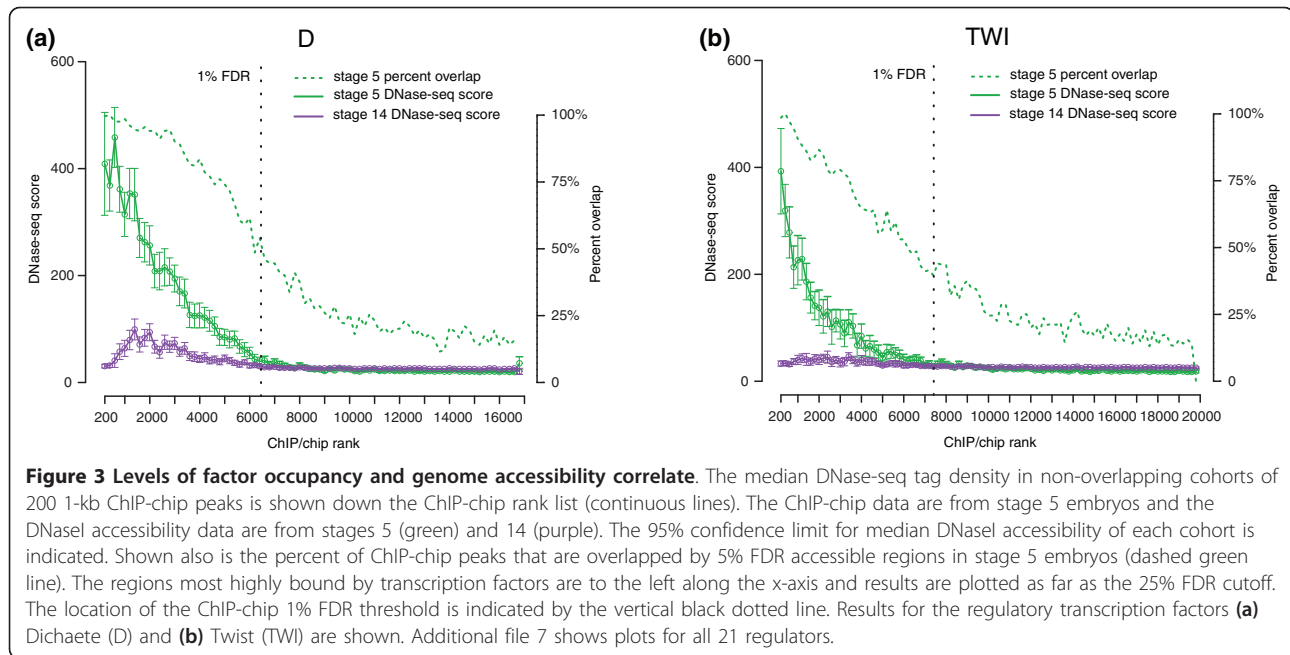 (a)
D
600
1% FDR
stage 5 percent overlap
stage 5 DNase-seq score
stage 14 DNase-seq score
100%
400
75%
DNase-seq score
50%
Percent overlap
200
25%
0
0
200 2000 4000 6000 8000 10000 12000 14000 16000
ChIP/chip rank
(b)
TWI
600
1% FDR
stage 5 percent overlap
stage 5 DNase-seq score
stage 14 DNase-seq score
100%
400
75%
DNase-seq score
50%
Percent overlap
200
25%
0
0
200 2000 4000 6000 8000 10000 12000 14000 16000 18000 20000
ChIP/chip rank
Figure 3 Levels of factor occupancy and genome accessibility correlate. The median DNase-seq tag density in non-overlapping cohorts of
200 1-kb ChIP-chip peaks is shown down the ChIP-chip rank list (continuous lines). The ChIP-chip data are from stage 5 embryos and the
DNaseI accessibility data are from stages 5 (green) and 14 (purple). The 95% confidence limit for median DNaseI accessibility of each cohort is
indicated. Shown also is the percent of ChIP-chip peaks that are overlapped by 5% FDR accessible regions in stage 5 embryos (dashed green
line). The regions most highly bound by transcription factors are to the left along the x-axis and results are plotted as far as the 25% FDR cutoff.
The location of the ChIP-chip 1% FDR threshold is indicated by the vertical black dotted line. Results for the regulatory transcription factors (a)
Dichaete (D) and (b) Twist (TWI) are shown. Additional file 7 shows plots for all 21 regulators.